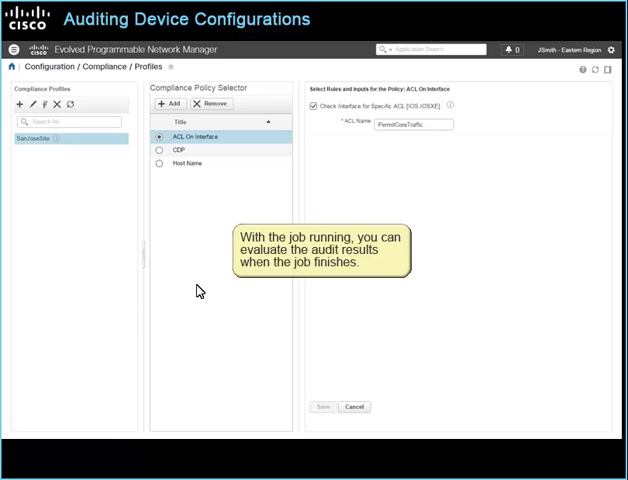 CISCO
Auditing Device Configurations
CISCO
Evolved Programmable Network Manager
Application Search
0
JSmith - Eastern Region
Configuration / Compliance / Profiles
Compliance Profiles
Search All
SanJoseSite
Compliance Policy Selector
Add
Remove
Title
ACL On Interface
CDP
Host Name
Select Rules and Inputs for the Policy: ACL On Interface
Check Interface for Specific ACL [IOS.IOSXE]
* ACL Name
PermitCoreTraffic
With the job running, you can
evaluate the audit results
when the job finishes.
Save
Cancel